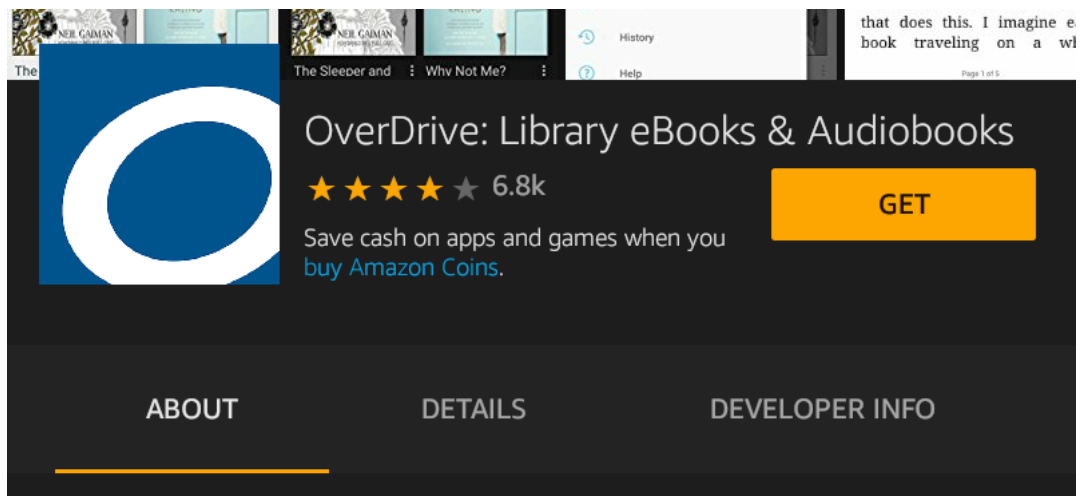 NEIL GAIMAN
NEIL GAIMAN
The
The Sleeper and
Why Not Me?
History
Help
that does this. I imagine
book traveling on a
Page 1 of 5
OverDrive: Library eBooks & Audiobooks
6.8k
GET
Save cash on apps and games when you
buy Amazon Coins.
ABOUT
DETAILS
DEVELOPER INFO